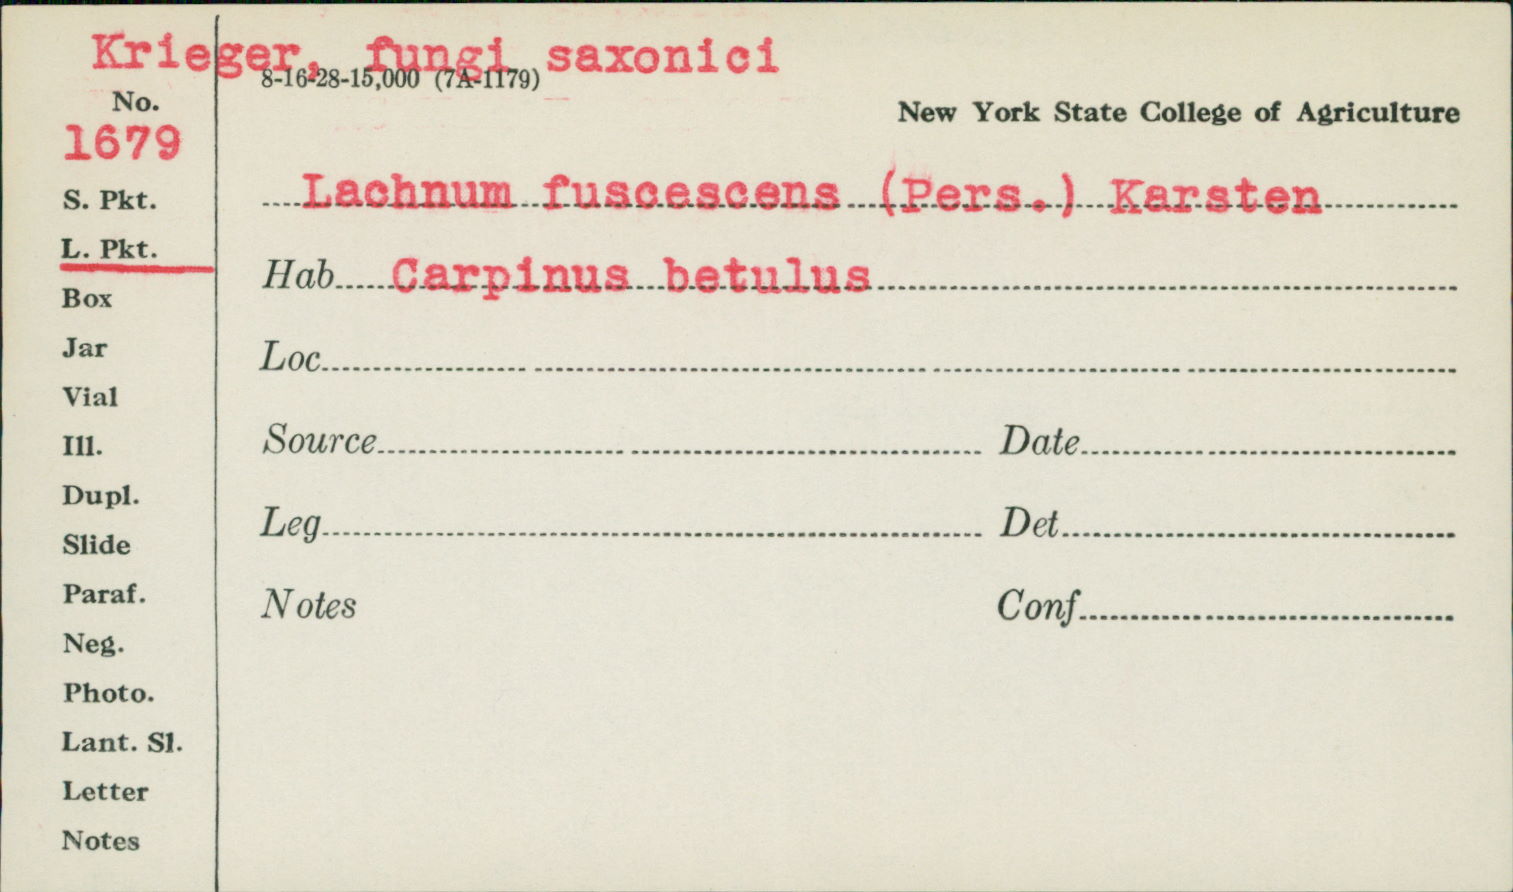 Krieger, fungi saxonici
8-16-28-15,000 (7A-1179)
No.
1679
New York State College of Agriculture
S. Pkt.
Lachnum fuscescens (Pers.) Karsten
L. Pkt.
Hab Carpinus betulus
Box
Jar
Loc
Vial
Ill.
Source Date
Dupl.
Slide
Leg Det
Paraf.
Notes Conf
Neg.
Photo.
Lant. Sl.
Letter
Notes